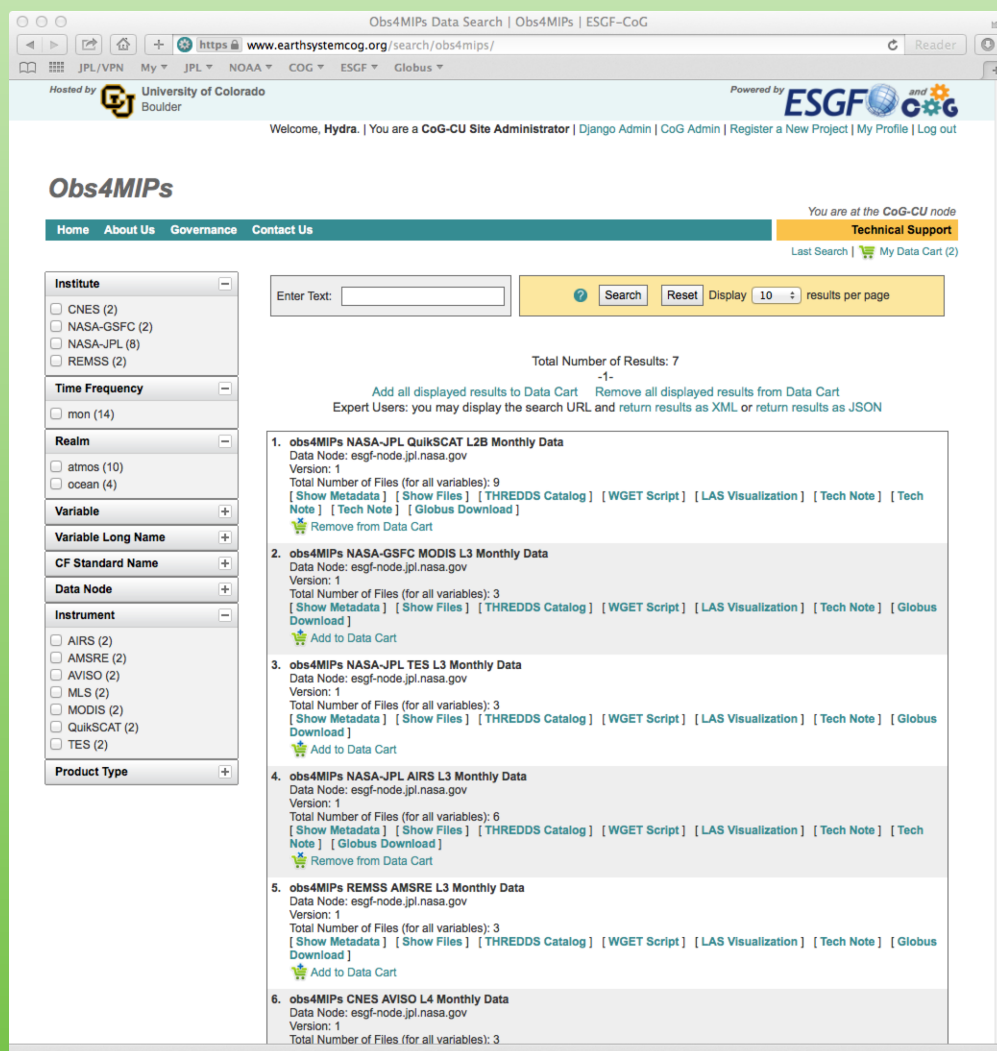 Obs4MIPs Data Search | Obs4MIPs | ESGF-CoG
https www.earthsystemcog.org/search/obs4mips/
Reader
JPL/VPN My JPL NOAA COG ESGF Globus
Hosted by University of Colorado Boulder
Powered by ESGF and CoG
Welcome, Hydra. | You are a CoG-CU Site Administrator | Django Admin | CoG Admin | Register a New Project | My Profile | Log out
Obs4MIPs
You are at the CoG-CU node
Home About Us Governance Contact Us
Technical Support
Last Search | My Data Cart (2)
Institute
CNES (2)
NASA-GSFC (2)
NASA-JPL (8)
REMSS (2)
Time Frequency
mon (14)
Realm
atmos (10)
ocean (4)
Variable
Variable Long Name
CF Standard Name
Data Node
Instrument
AIRS (2)
AMSRE (2)
AVISO (2)
MLS (2)
MODIS (2)
QuikSCAT (2)
TES (2)
Product Type
Enter Text:
? Search Reset Display 10 results per page
Total Number of Results: 7
-1-
Add all displayed results to Data Cart Remove all displayed results from Data Cart
Expert Users: you may display the search URL and return results as XML or return results as JSON
1. obs4MIPs NASA-JPL QuikSCAT L2B Monthly Data
Data Node: esgf-node.jpl.nasa.gov
Version: 1
Total Number of Files (for all variables): 9
[ Show Metadata ] [ Show Files ] [ THREDDS Catalog ] [ WGET Script ] [ LAS Visualization ] [ Tech Note ] [ Tech
Note ] [ Tech Note ] [ Globus Download ]
Remove from Data Cart
2. obs4MIPs NASA-GSFC MODIS L3 Monthly Data
Data Node: esgf-node.jpl.nasa.gov
Version: 1
Total Number of Files (for all variables): 3
[ Show Metadata ] [ Show Files ] [ THREDDS Catalog ] [ WGET Script ] [ LAS Visualization ] [ Tech Note ] [ Globus
Download ]
Add to Data Cart
3. obs4MIPs NASA-JPL TES L3 Monthly Data
Data Node: esgf-node.jpl.nasa.gov
Version: 1
Total Number of Files (for all variables): 3
[ Show Metadata ] [ Show Files ] [ THREDDS Catalog ] [ WGET Script ] [ LAS Visualization ] [ Tech Note ] [ Globus
Download ]
Add to Data Cart
4. obs4MIPs NASA-JPL AIRS L3 Monthly Data
Data Node: esgf-node.jpl.nasa.gov
Version: 1
Total Number of Files (for all variables): 6
[ Show Metadata ] [ Show Files ] [ THREDDS Catalog ] [ WGET Script ] [ LAS Visualization ] [ Tech Note ] [ Tech
Note ] [ Globus Download ]
Remove from Data Cart
5. obs4MIPs REMSS AMSRE L3 Monthly Data
Data Node: esgf-node.jpl.nasa.gov
Version: 1
Total Number of Files (for all variables): 3
[ Show Metadata ] [ Show Files ] [ THREDDS Catalog ] [ WGET Script ] [ LAS Visualization ] [ Tech Note ] [ Globus
Download ]
Add to Data Cart
6. obs4MIPs CNES AVISO L4 Monthly Data
Data Node: esgf-node.jpl.nasa.gov
Version: 1
Total Number of Files (for all variables): 3